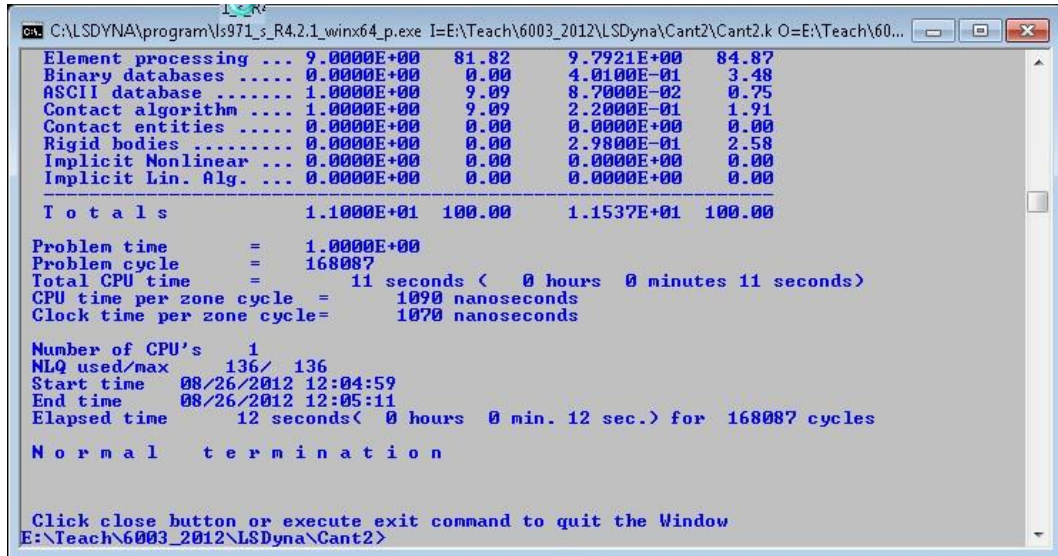 C:\LSDYNA\program\ls971_s_R4.2.1_winx64_p.exe I=E:\Teach\6003_2012\LSDyna\Cant2\Cant2.k O=E:\Teach\60...
Element processing ... 9.0000E+00 81.82 9.7921E+00 84.87
Binary databases ..... 0.0000E+00 0.00 4.0100E-01 3.48
ASCII database ....... 1.0000E+00 9.09 8.7000E-02 0.75
Contact algorithm .... 1.0000E+00 9.09 2.2000E-01 1.91
Contact entities ..... 0.0000E+00 0.00 0.0000E+00 0.00
Rigid bodies ......... 0.0000E+00 0.00 2.9800E-01 2.58
Implicit Nonlinear ... 0.0000E+00 0.00 0.0000E+00 0.00
Implicit Lin. Alg. ... 0.0000E+00 0.00 0.0000E+00 0.00
T o t a l s 1.1000E+01 100.00 1.1537E+01 100.00
Problem time = 1.0000E+00
Problem cycle = 168087
Total CPU time = 11 seconds ( 0 hours 0 minutes 11 seconds)
CPU time per zone cycle = 1090 nanoseconds
Clock time per zone cycle= 1070 nanoseconds
Number of CPU's 1
NLQ used/max 136/ 136
Start time 08/26/2012 12:04:59
End time 08/26/2012 12:05:11
Elapsed time 12 seconds( 0 hours 0 min. 12 sec.) for 168087 cycles
N o r m a l t e r m i n a t i o n
Click close button or execute exit command to quit the Window
E:\Teach\6003_2012\LSDyna\Cant2>